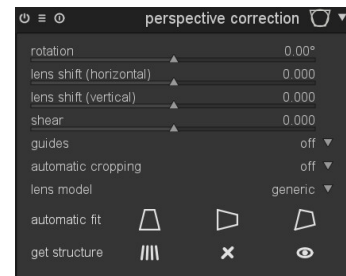 perspective correction
rotation 0.00°
lens shift (horizontal) 0.000
lens shift (vertical) 0.000
shear 0.000
guides off
automatic cropping off
lens model generic
automatic fit
get structure